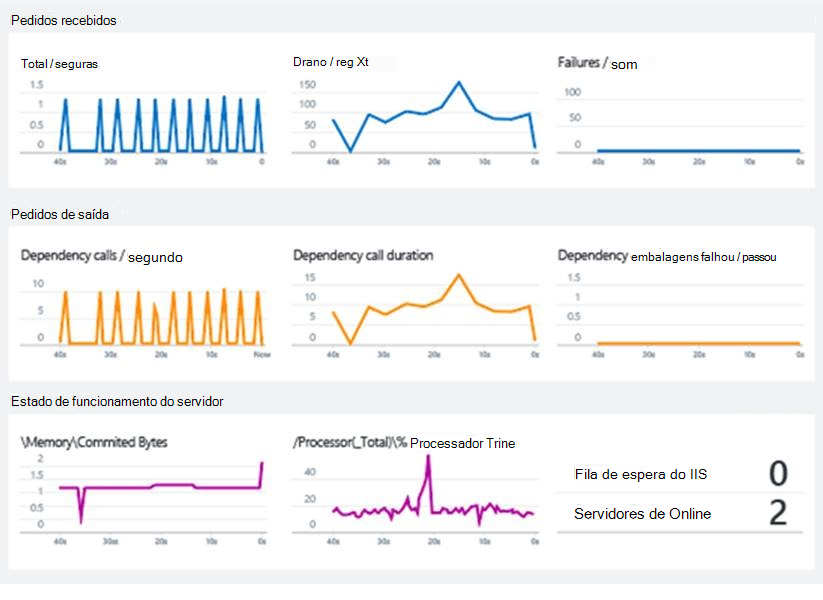 Pedidos recebidos
Total / seguras
1.5
1
0.5
0
40s
30s
20s
10s
0
Drano / reg Xt
150
100
50
0
40s
30s
20s
10s
0s
Failures / som
100
50
0
40s
30s
20s
10s
0s
Pedidos de saída
Dependency calls / segundo
10
5
0
40s
30s
20s
10s
Now
Dependency call duration
15
10
5
0
40s
30s
20s
10s
0s
Dependency embalagens falhou / passou
1.5
1
0.5
0
40s
30s
20s
10s
0s
Estado de funcionamento do servidor
\Memory\Commited Bytes
2
1.5
1
0.5
0
40s
30s
20s
10s
0s
/Processor(_Total)\% Processador Trine
40
20
0
40s
30s
20s
10s
0s
Fila de espera do IIS 0
Servidores de Online 2